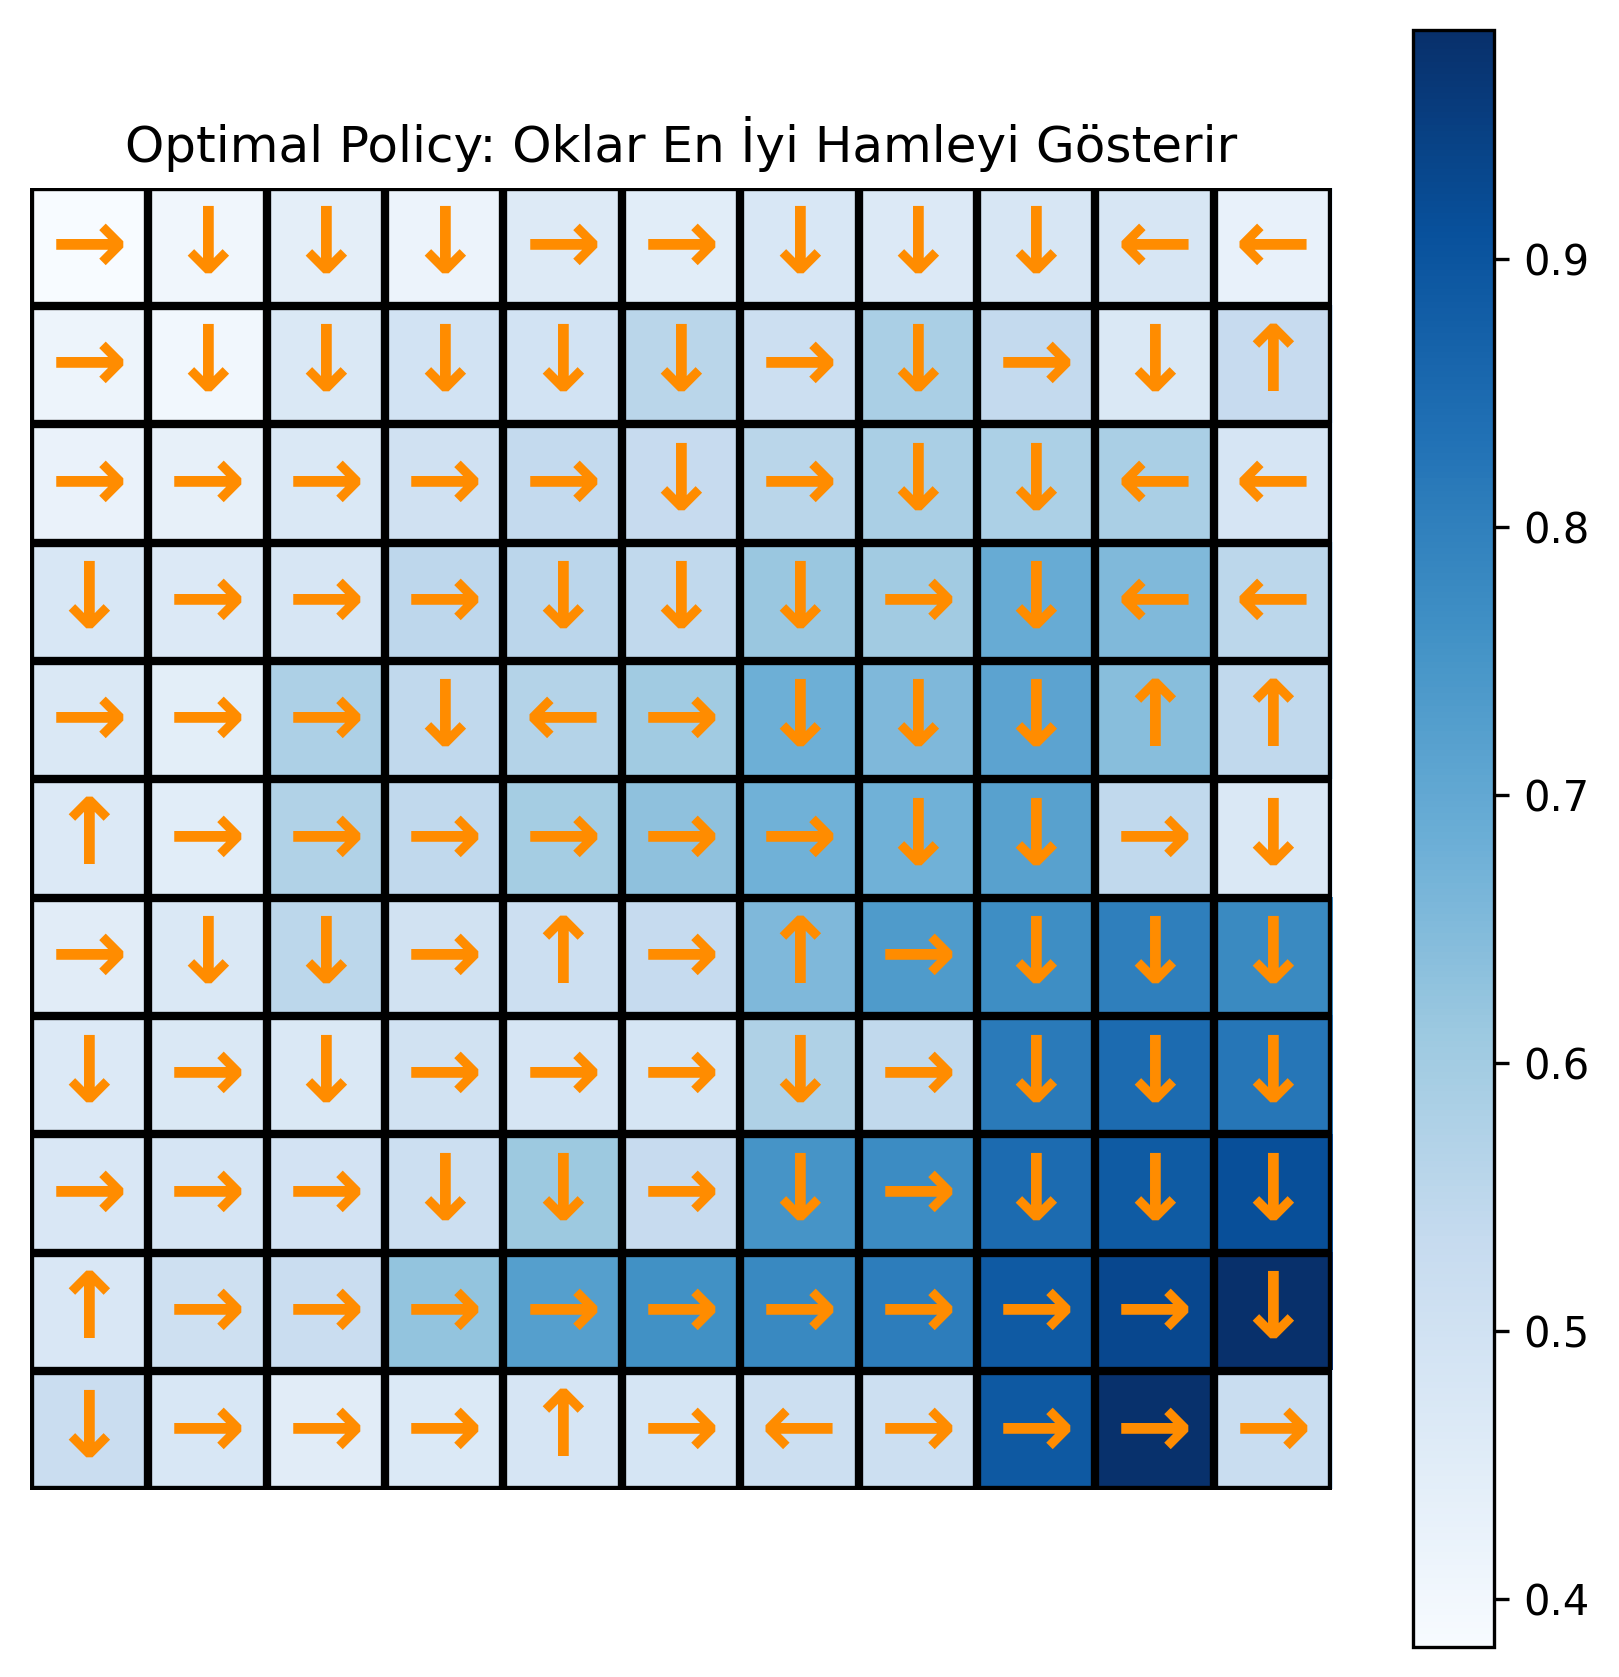 Optimal Policy: Oklar En İyi Hamleyi Gösterir
→ ↓ ↓ ↓ → → ↓ ↓ ↓ ← ←
→ ↓ ↓ ↓ ↓ ↓ → ↓ → ↓ ↑
→ → → → → ↓ → ↓ ↓ ← ←
↓ → → → ↓ ↓ ↓ → ↓ ← ←
→ → → ↓ ← → ↓ ↓ ↓ ↑ ↑
↑ → → → → → → ↓ ↓ → ↓
→ ↓ ↓ → ↑ → ↑ → ↓ ↓ ↓
↓ → ↓ → → → ↓ → ↓ ↓ ↓
→ → → ↓ ↓ → ↓ → ↓ ↓ ↓
↑ → → → → → → → → → ↓
↓ → → → ↑ → ← → → → →
0.9
0.8
0.7
0.6
0.5
0.4